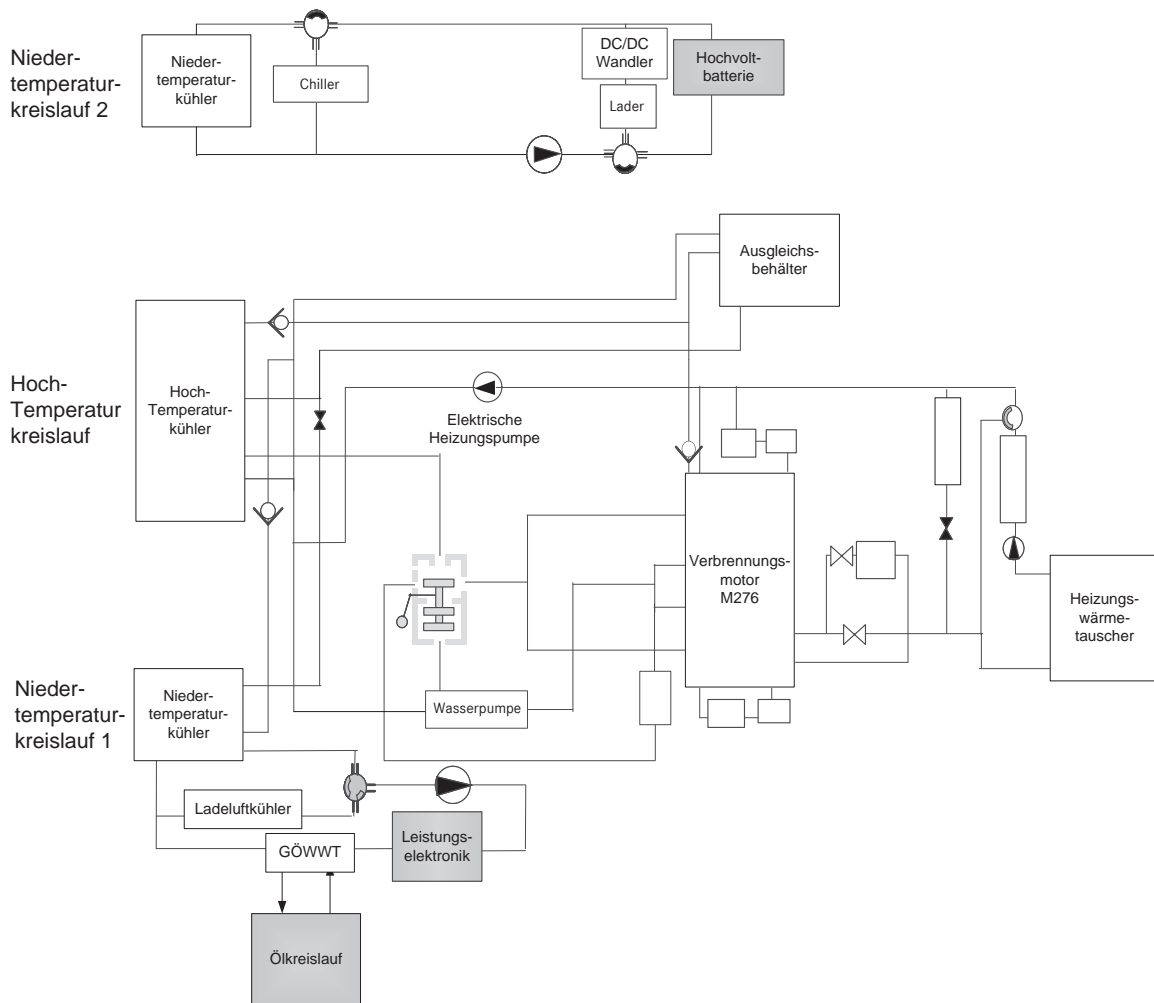 Nieder-
temperatur-
kreislauf 2
Nieder-
temperatur-
kühler
Chiller
DC/DC
Wandler
Lader
Hochvolt-
batterie
Ausgleichs-
behälter
Hoch-
Temperatur
kreislauf
Hoch-
Temperatur-
kühler
Elektrische
Heizungspumpe
Verbrennungs-
motor
M276
Heizungs-
wärme-
tauscher
Nieder-
temperatur-
kreislauf 1
Nieder-
temperatur-
kühler
Wasserpumpe
Ladeluftkühler
Leistungs-
elektronik
GÖWWT
Ölkreislauf